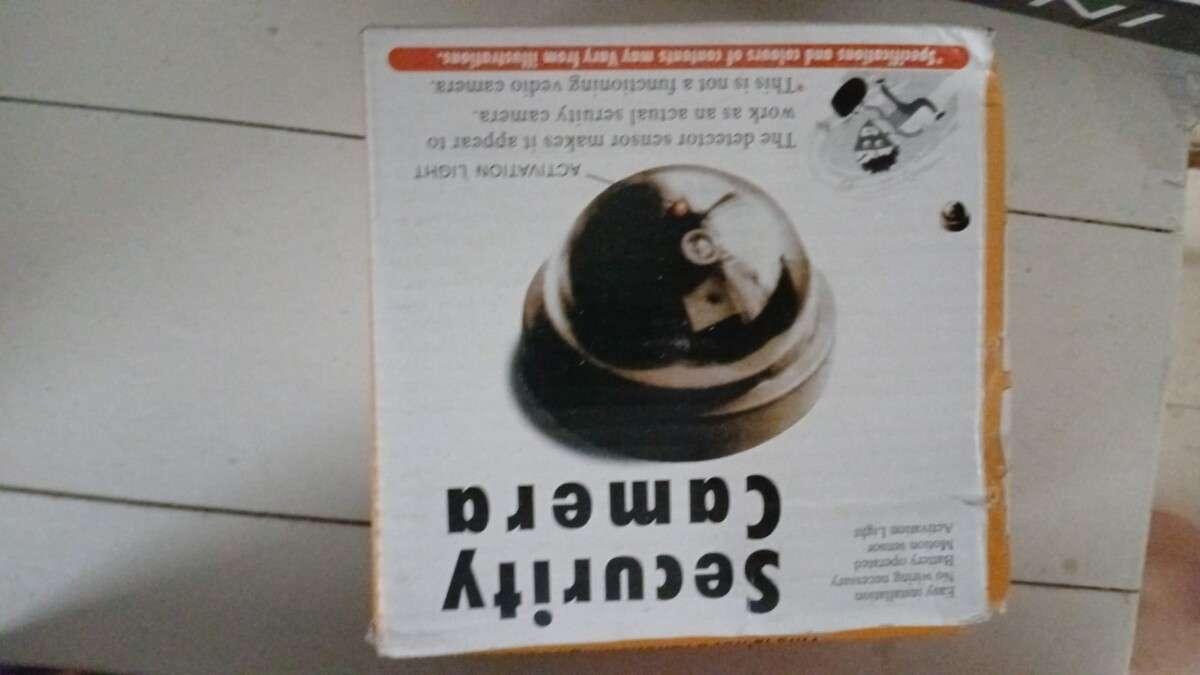 Easy installation
No wiring necessary
Battery operated
Motion sensor
Activation Light
Security
Camera
ACTIVATION LIGHT
The detector sensor makes it appear to
work as an actual seruity camera.
*This is not a functioning vedio camera.
*Specifications and colours of contents may Vary from illustrations.